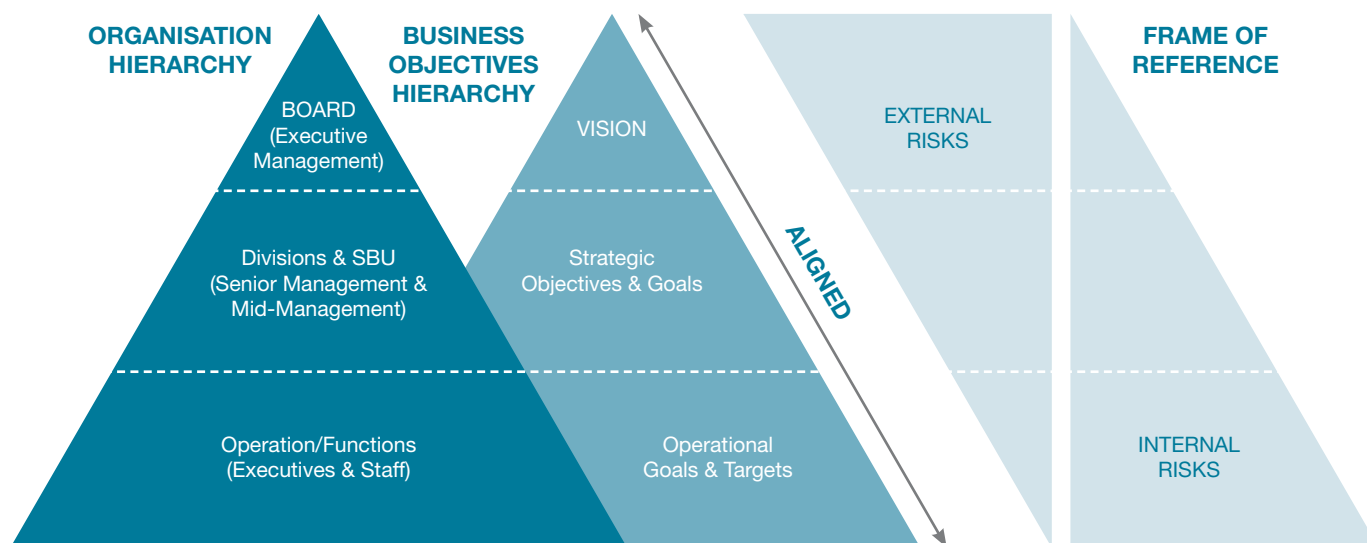 ORGANISATION
HIERARCHY
BUSINESS
OBJECTIVES
HIERARCHY
FRAME OF
REFERENCE
BOARD
(Executive
Management)
VISION
EXTERNAL
RISKS
Divisions & SBU
(Senior Management &
Mid-Management)
Strategic
Objectives & Goals
ALIGNED
Operation/Functions
(Executives & Staff)
Operational
Goals & Targets
INTERNAL
RISKS